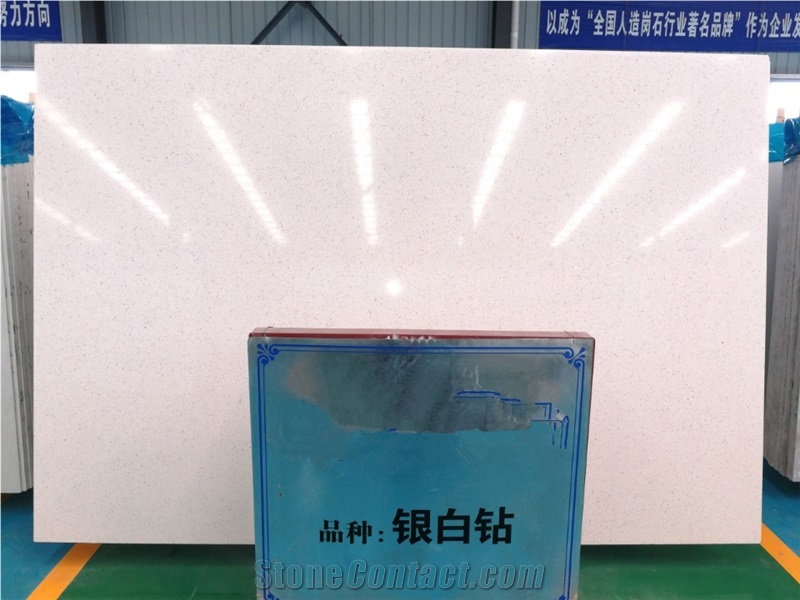 努力方向
以成为“全国人造岗石行业著名品牌”作为企业发
品种:银白钻
StoneContact.com